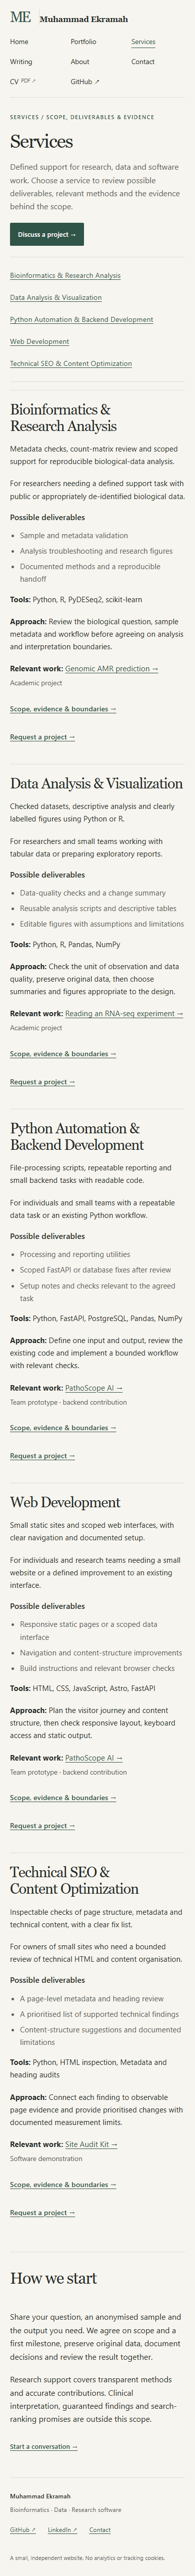 ME Muhammad Ekramah
Home Portfolio Services
Writing About Contact
CV PDF ↗ GitHub ↗
SERVICES / SCOPE, DELIVERABLES & EVIDENCE
Services
Defined support for research, data and software
work. Choose a service to review possible
deliverables, relevant methods and the evidence
behind the scope.
Discuss a project →
Bioinformatics & Research Analysis
Data Analysis & Visualization
Python Automation & Backend Development
Web Development
Technical SEO & Content Optimization
Bioinformatics &
Research Analysis
Metadata checks, count-matrix review and scoped
support for reproducible biological-data analysis.
For researchers needing a defined support task with
public or appropriately de-identified biological data.
Possible deliverables
• Sample and metadata validation
• Analysis troubleshooting and research figures
• Documented methods and a reproducible
handoff
Tools: Python, R, PyDESeq2, scikit-learn
Approach: Review the biological question, sample
metadata and workflow before agreeing on analysis
and interpretation boundaries.
Relevant work: Genomic AMR prediction →
Academic project
Scope, evidence & boundaries →
Request a project →
Data Analysis & Visualization
Checked datasets, descriptive analysis and clearly
labelled figures using Python or R.
For researchers and small teams working with
tabular data or preparing exploratory reports.
Possible deliverables
• Data-quality checks and a change summary
• Reusable analysis scripts and descriptive tables
• Editable figures with assumptions and limitations
Tools: Python, R, Pandas, NumPy
Approach: Check the unit of observation and data
quality, preserve original data, then choose
summaries and figures appropriate to the design.
Relevant work: Reading an RNA-seq experiment →
Academic project
Scope, evidence & boundaries →
Request a project →
Python Automation &
Backend Development
File-processing scripts, repeatable reporting and
small backend tasks with readable code.
For individuals and small teams with a repeatable
data task or an existing Python workflow.
Possible deliverables
• Processing and reporting utilities
• Scoped FastAPI or database fixes after review
• Setup notes and checks relevant to the agreed
task
Tools: Python, FastAPI, PostgreSQL, Pandas, NumPy
Approach: Define one input and output, review the
existing code and implement a bounded workflow
with relevant checks.
Relevant work: PathoScope AI →
Team prototype · backend contribution
Scope, evidence & boundaries →
Request a project →
Web Development
Small static sites and scoped web interfaces, with
clear navigation and documented setup.
For individuals and research teams needing a small
website or a defined improvement to an existing
interface.
Possible deliverables
• Responsive static pages or a scoped data
interface
• Navigation and content-structure improvements
• Build instructions and relevant browser checks
Tools: HTML, CSS, JavaScript, Astro, FastAPI
Approach: Plan the visitor journey and content
structure, then check responsive layout, keyboard
access and static output.
Relevant work: PathoScope AI →
Team prototype · backend contribution
Scope, evidence & boundaries →
Request a project →
Technical SEO &
Content Optimization
Inspectable checks of page structure, metadata and
technical content, with a clear fix list.
For owners of small sites who need a bounded
review of technical HTML and content organisation.
Possible deliverables
• A page-level metadata and heading review
• A prioritised list of supported technical findings
• Content-structure suggestions and documented
limitations
Tools: Python, HTML inspection, Metadata and
heading audits
Approach: Connect each finding to observable
page evidence and provide prioritised changes with
documented measurement limits.
Relevant work: Site Audit Kit →
Software demonstration
Scope, evidence & boundaries →
Request a project →
How we start
Share your question, an anonymised sample and
the output you need. We agree on scope and a
first milestone, preserve original data, document
decisions and review the result together.
Research support covers transparent methods
and accurate contributions. Clinical
interpretation, guaranteed findings and search-
ranking promises are outside this scope.
Start a conversation →
Muhammad Ekramah
Bioinformatics · Data · Research software
GitHub ↗ LinkedIn ↗ Contact
A small, independent website. No analytics or tracking cookies.